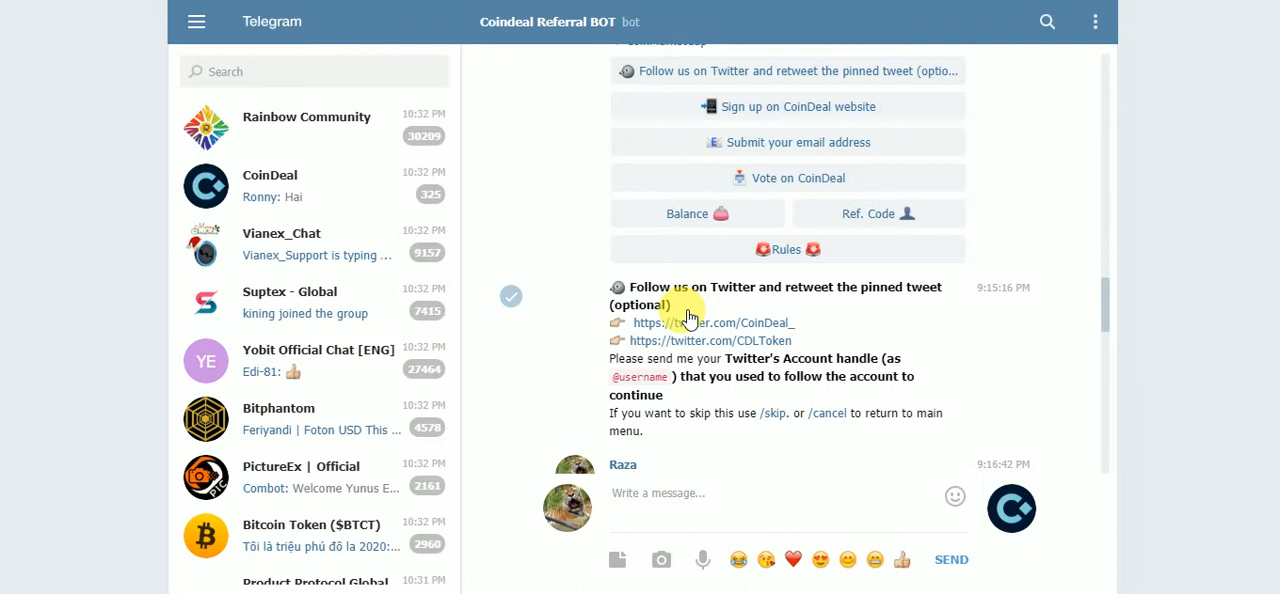 Telegram
Coindeal Referral BOT bot
Search
Rainbow Community 10:32 PM
30209
CoinDeal 10:32 PM
Ronny: Hai 325
Vianex_Chat 10:32 PM
Vianex_Support is typing ... 9157
Suptex - Global 10:32 PM
kining joined the group 7415
YE
Yobit Official Chat [ENG] 10:32 PM
Edi-81: 👍🏼 27464
Bitphantom 10:32 PM
Feriyandi | Foton USD This ... 4578
PictureEx | Official 10:32 PM
Combot: Welcome Yunus E... 2161
Bitcoin Token ($BTCT) 10:32 PM
Tôi là triệu phú đô la 2020:... 2960
Product Protocol Global 10:31 PM
Follow us on Twitter and retweet the pinned tweet (optio...
📲 Sign up on CoinDeal website
📧 Submit your email address
📩 Vote on CoinDeal
Balance 👛
Ref. Code 👤
🚨Rules 🚨
Follow us on Twitter and retweet the pinned tweet 9:15:16 PM
(optional)
👉🏼 https://twitter.com/CoinDeal_
👉🏼 https://twitter.com/CDLToken
Please send me your Twitter's Account handle (as
@username ) that you used to follow the account to
continue
If you want to skip this use /skip. or /cancel to return to main
menu.
Raza 9:16:42 PM
Write a message...
SEND